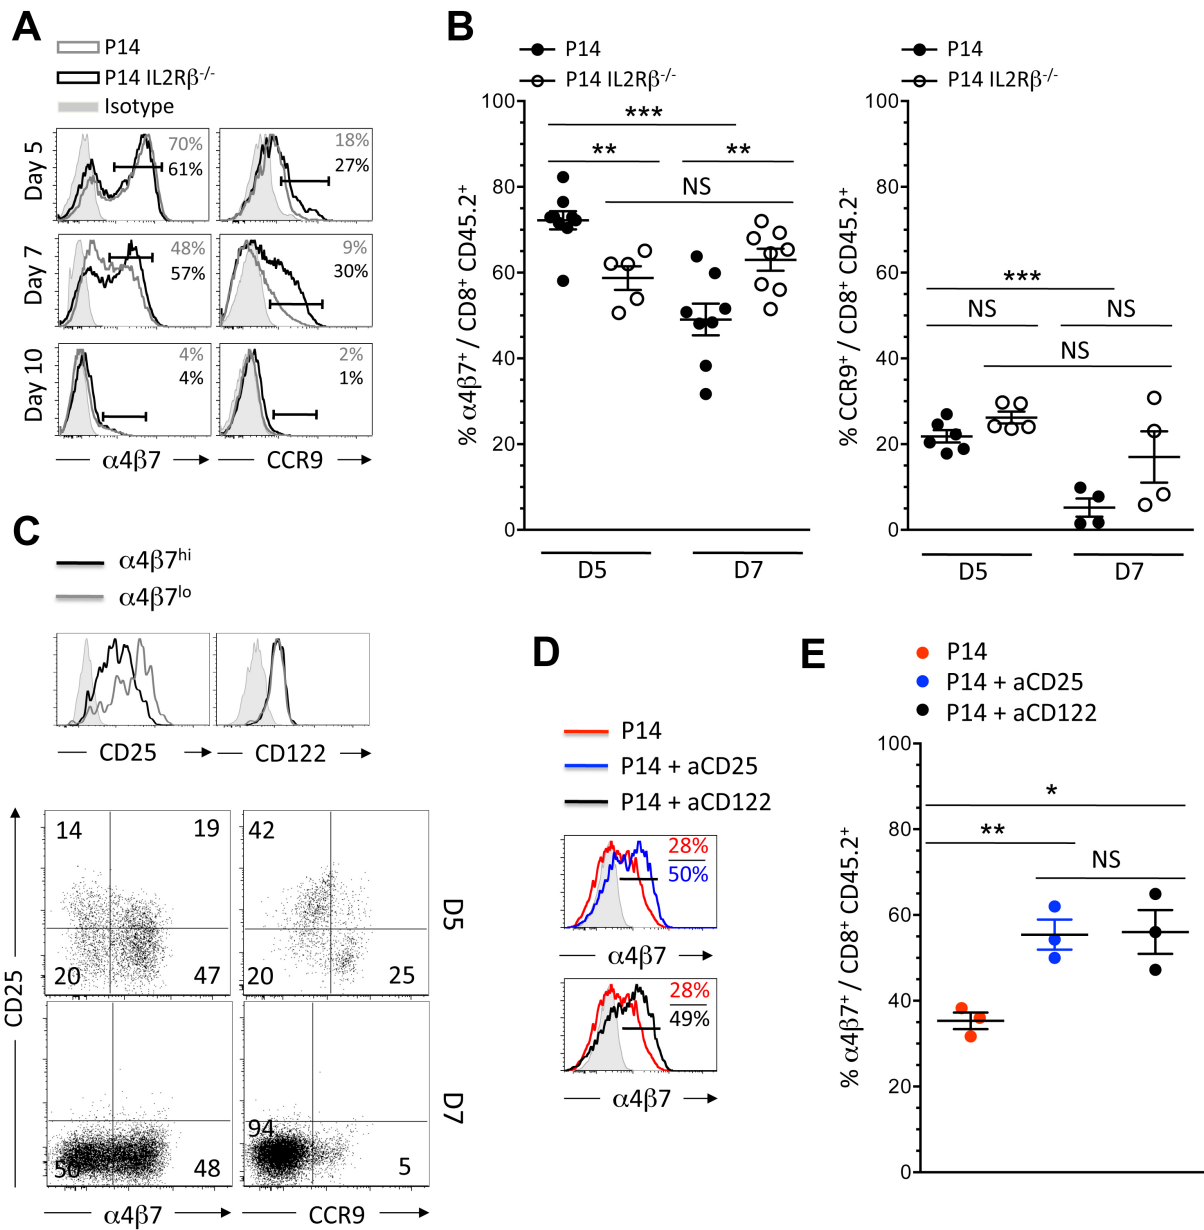 A
P14
P14 IL2Rβ-/-
Isotype
Day 5
70%
61%
18%
27%
Day 7
48%
57%
9%
30%
Day 10
4%
4%
2%
1%
α4β7
CCR9
B
P14
P14 IL2Rβ-/-
% α4β7+ / CD8+ CD45.2+
100
80
60
40
20
0
***
**
**
NS
D5
D7
P14
P14 IL2Rβ-/-
% CCR9+ / CD8+ CD45.2+
100
80
60
40
20
0
***
NS
NS
NS
D5
D7
C
α4β7hi
α4β7lo
CD25
CD122
14
19
20
47
42
20
25
D5
50
48
94
5
D7
CD25
α4β7
CCR9
D
P14
P14 + aCD25
P14 + aCD122
28%
50%
α4β7
28%
49%
α4β7
E
P14
P14 + aCD25
P14 + aCD122
% α4β7+ / CD8+ CD45.2+
100
80
60
40
20
0
*
**
NS